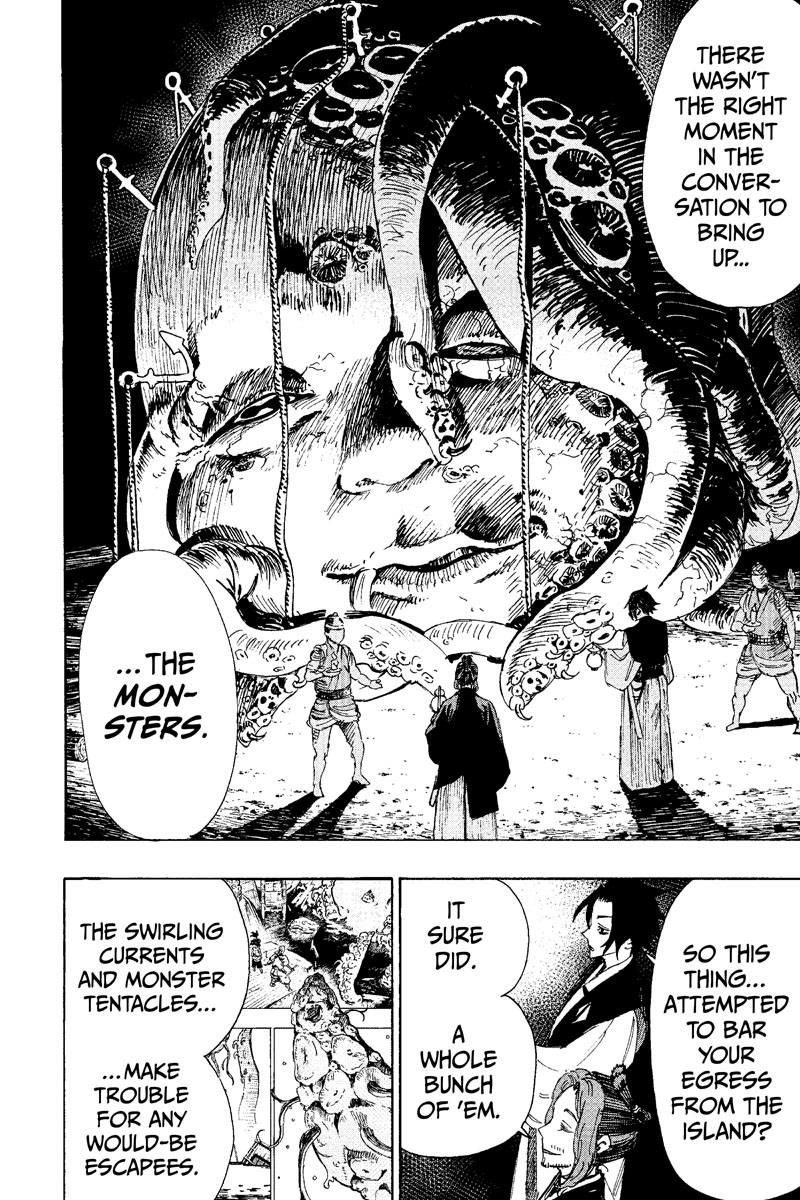 THERE
WASN'T
THE RIGHT
MOMENT
IN THE
CONVER-
SATION TO
BRING
UP...
...THE
MON-
STERS.
SO THIS
THING...
ATTEMPTED
TO BAR
YOUR
EGRESS
FROM THE
ISLAND?
IT
SURE
DID.
A
WHOLE
BUNCH
OF 'EM.
THE SWIRLING
CURRENTS
AND MONSTER
TENTACLES...
...MAKE
TROUBLE
FOR ANY
WOULD-BE
ESCAPEES.